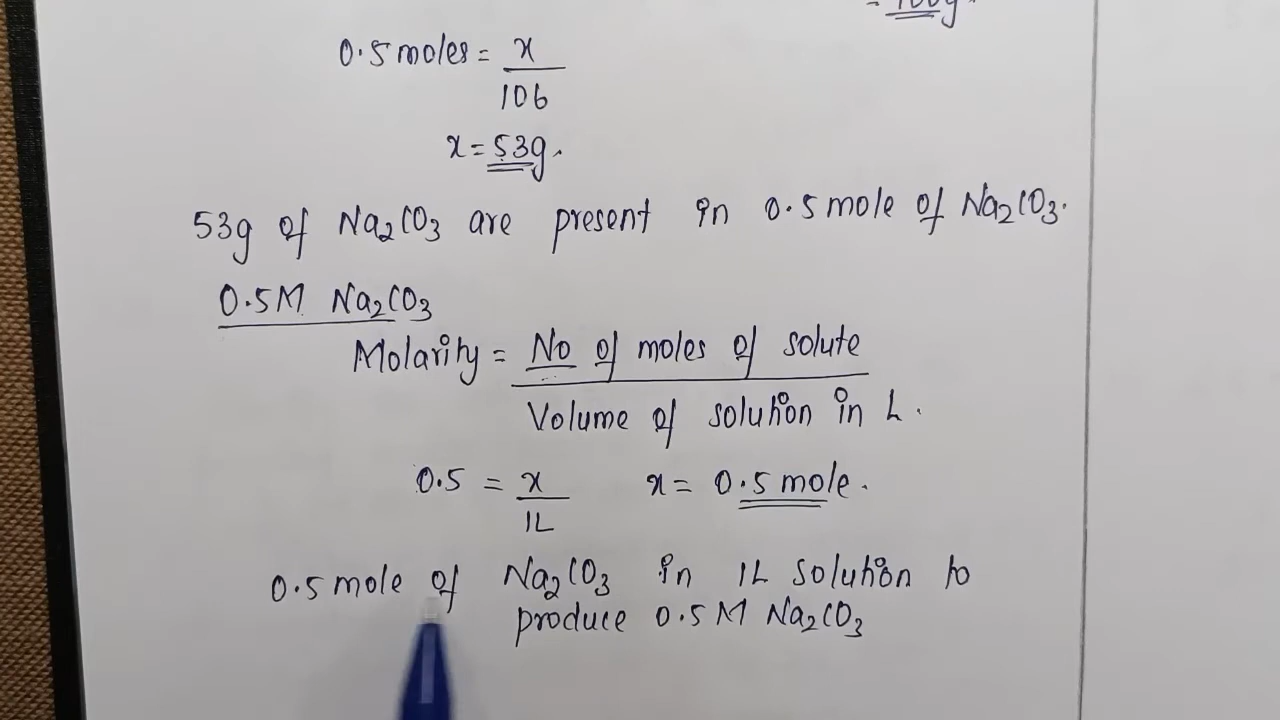 0.5 moles = x
106
x = 53g.
53g of Na2CO3 are present in 0.5 mole of Na2CO3.
0.5M Na2CO3
Molarity = No of moles of solute
Volume of solution in L.
0.5 = x
1L
x = 0.5 mole.
0.5 mole of Na2CO3 in 1L solution to
produce 0.5 M Na2CO3